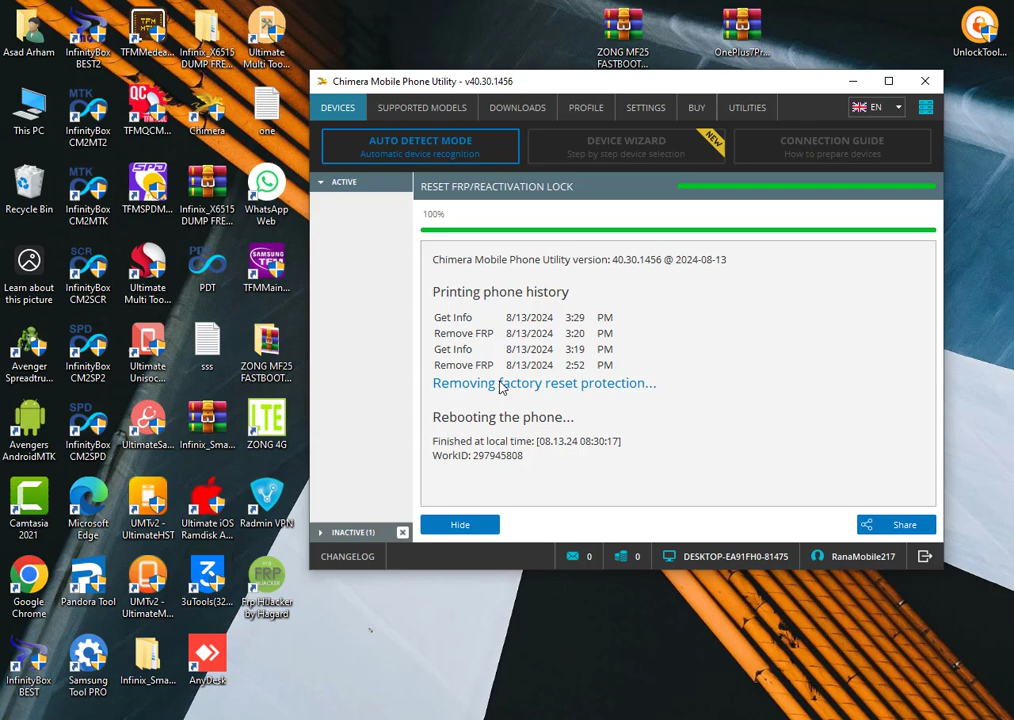 Asad Arham
InfinityBox
BEST2
TFMMedea...
Infinix_X6515
DUMP FRE...
Ultimate
Multi Too...
ZONG MF25
FASTBOOT...
OnePlus7Pr...
UnlockTool...
This PC
InfinityBox
CM2MT2
TFMQCM...
Chimera
one
Recycle Bin
InfinityBox
CM2MTK
TFMSPDM...
Infinix_X6515
DUMP FRE...
WhatsApp
Web
Learn about
this picture
InfinityBox
CM2SCR
Ultimate
Multi Too...
PDT
TFMMain...
Avenger
Spreadtru...
InfinityBox
CM2SP2
Ultimate
Unisoc...
sss
ZONG MF25
FASTBOOT...
Avengers
AndroidMTK
InfinityBox
CM2SPD
UltimateSa...
Infinix_Sma...
ZONG 4G
Camtasia
2021
Microsoft
Edge
UMTv2 -
UltimateHST
Ultimate iOS
Ramdisk A...
Radmin VPN
Google
Chrome
Pandora Tool
UMTv2 -
UltimateM...
3uTools(32...
Frp HiJacker
by Hagard
InfinityBox
BEST
Samsung
Tool PRO
Infinix_Sma...
AnyDesk
Chimera Mobile Phone Utility - v40.30.1456
DEVICES
SUPPORTED MODELS
DOWNLOADS
PROFILE
SETTINGS
BUY
UTILITIES
EN
AUTO DETECT MODE
Automatic device recognition
DEVICE WIZARD
Step by step device selection
NEW
CONNECTION GUIDE
How to prepare devices
ACTIVE
RESET FRP/REACTIVATION LOCK
100%
Chimera Mobile Phone Utility version: 40.30.1456 @ 2024-08-13
Printing phone history
Get Info 8/13/2024 3:29 PM
Remove FRP 8/13/2024 3:20 PM
Get Info 8/13/2024 3:19 PM
Remove FRP 8/13/2024 2:52 PM
Removing factory reset protection...
Rebooting the phone...
Finished at local time: [08.13.24 08:30:17]
WorkID: 297945808
INACTIVE (1)
Hide
Share
CHANGELOG
0
0
DESKTOP-EA91FH0-81475
RanaMobile217